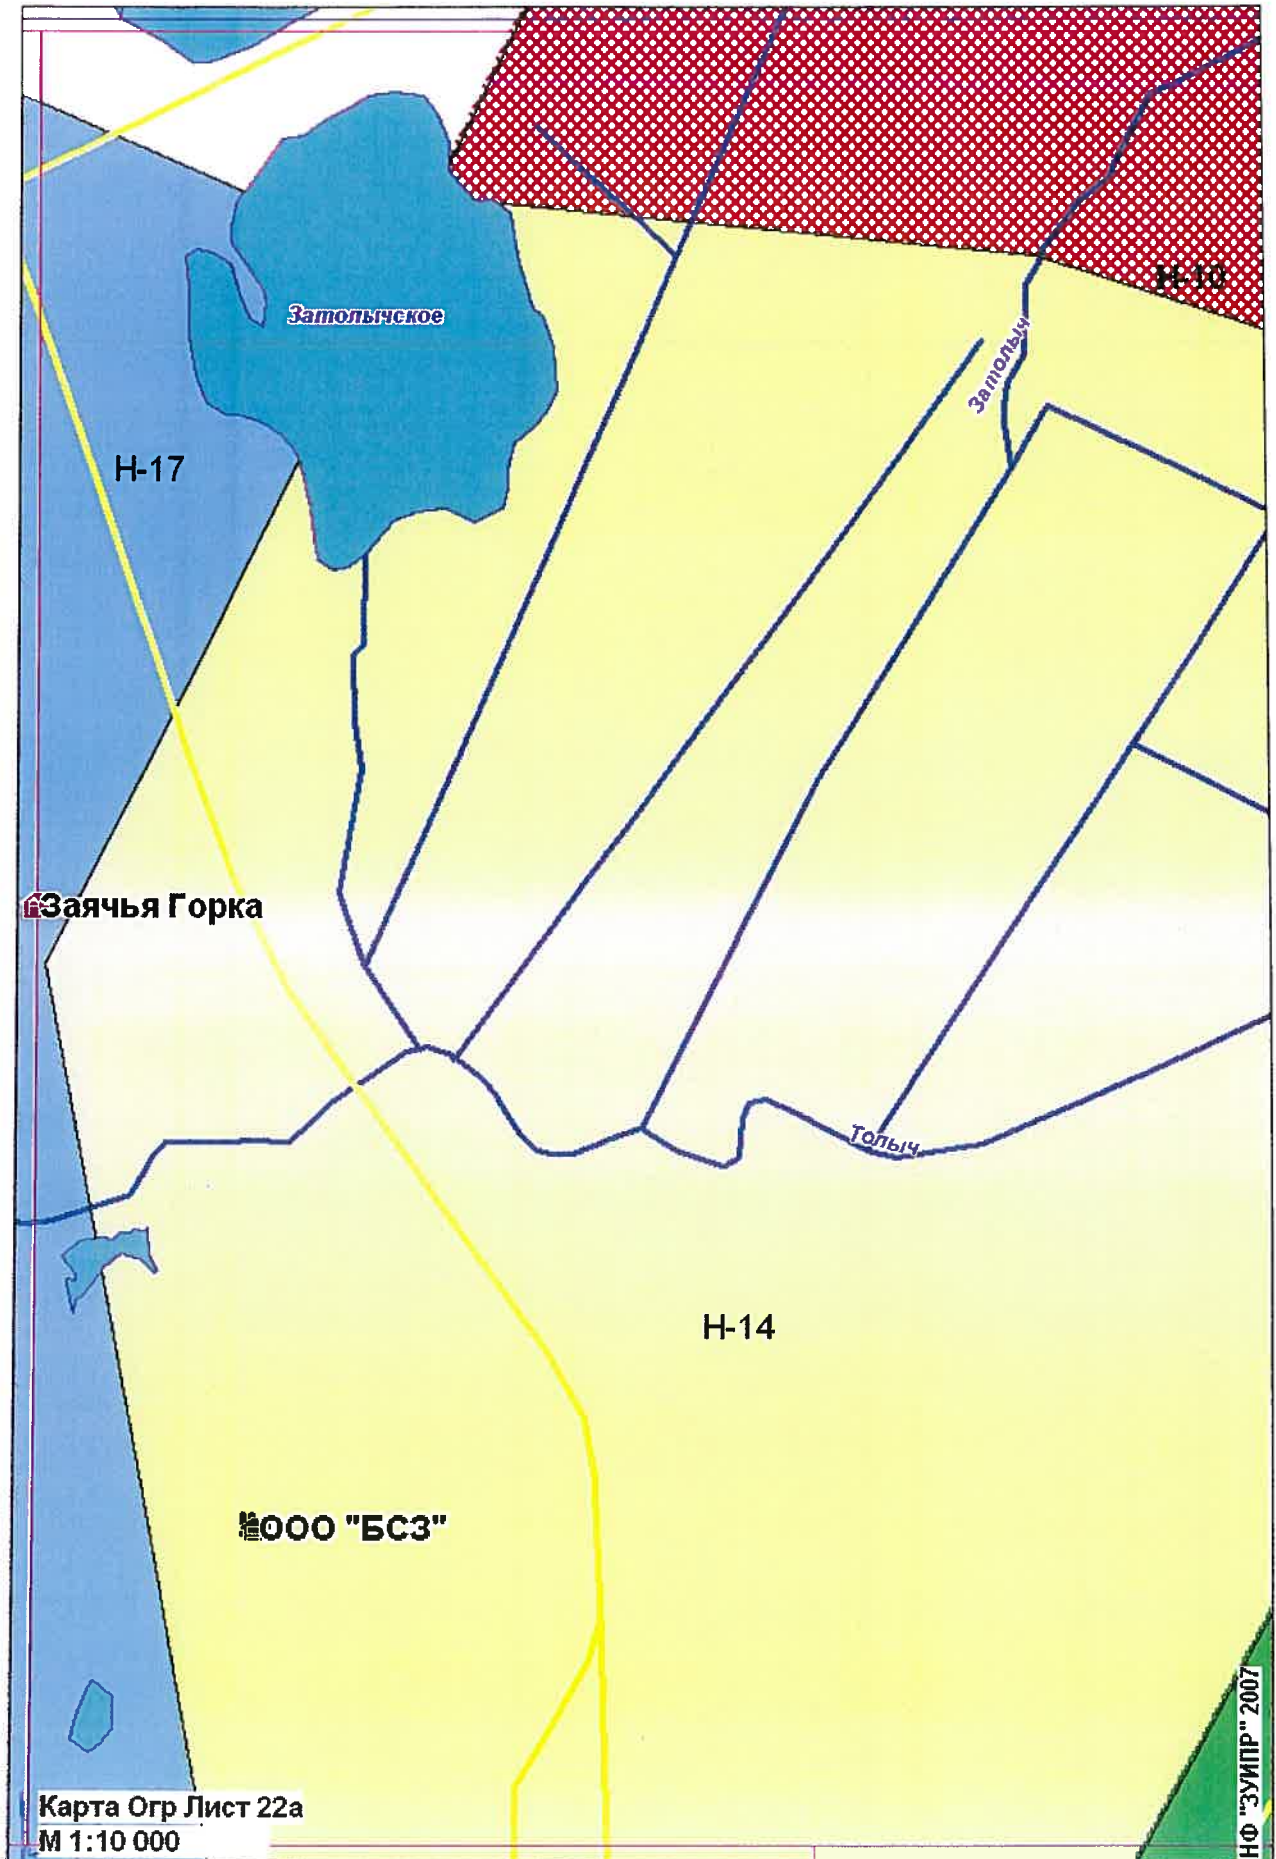 Н-10
Затолычское
Затолыч
Н-17
Заячья Горка
Толыч
Н-14
ООО "БСЗ"
НФ "ЗУИПР" 2007
Карта Огр Лист 22а
М 1:10 000